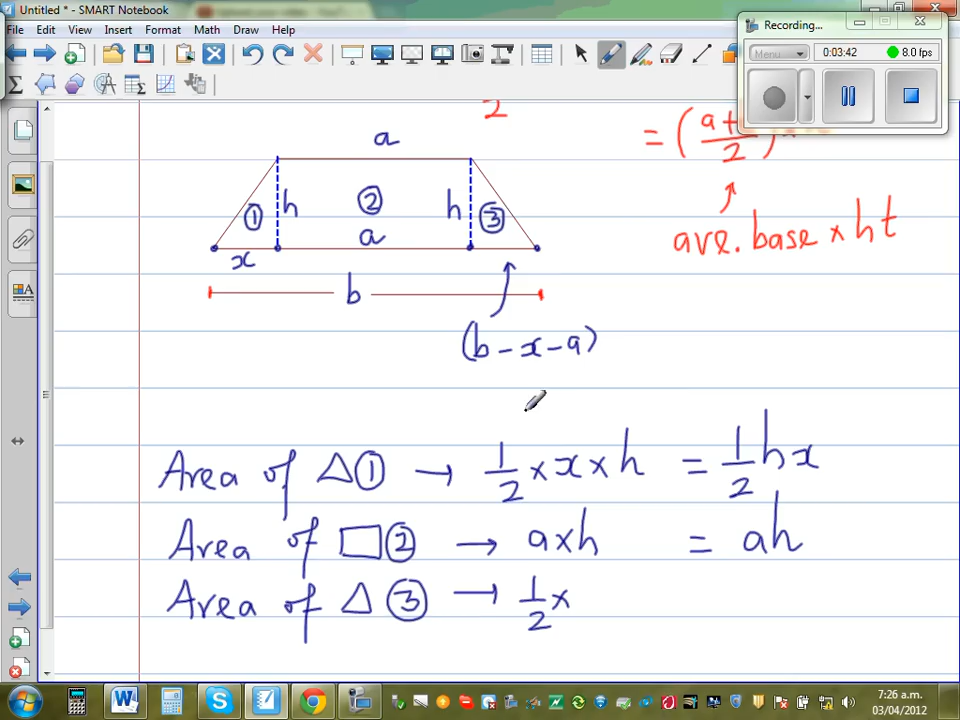 Untitled * - SMART Notebook
File Edit View Insert Format Math Draw Help
Recording...
Menu 0:03:42 8.0 fps
2
= (a+
2
ave. base × ht
a
① h ② h ③
x a
b
(b - x - a)
Area of △① → 1/2 × x × h = 1/2 hx
Area of □② → a×h = ah
Area of △③ → 1/2 ×
7:26 a.m.
03/04/2012